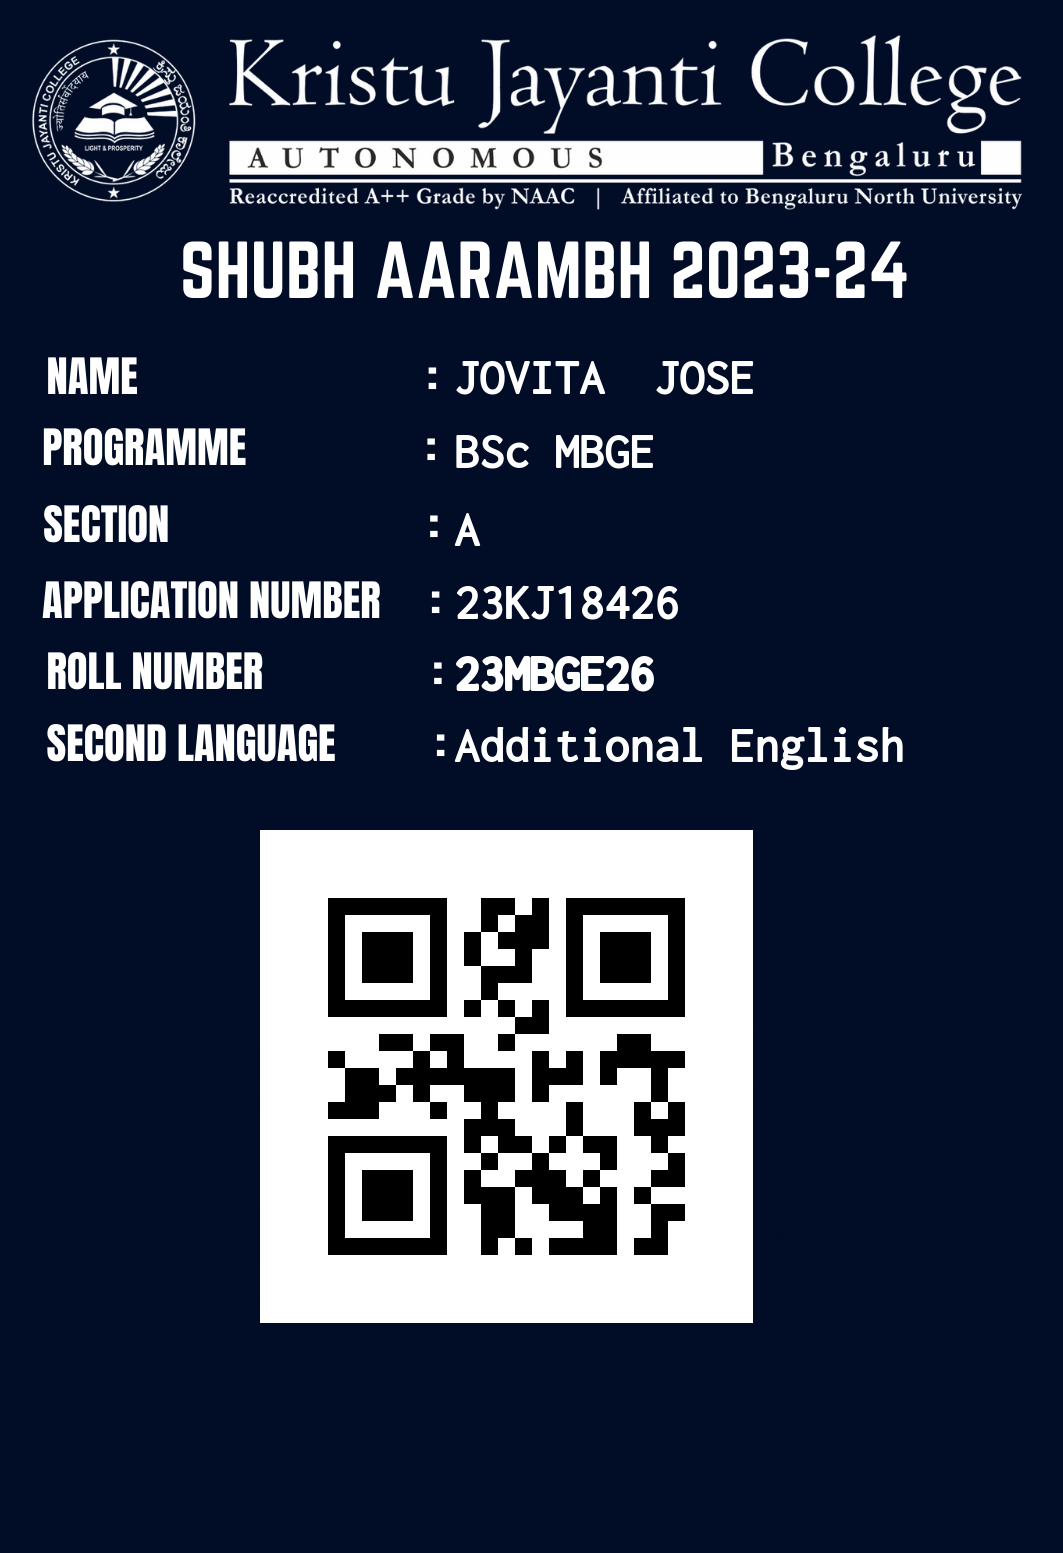 Kristu Jayanti College
AUTONOMOUS Bengaluru
Reaccredited A++ Grade by NAAC | Affiliated to Bengaluru North University
KRISTU JAYANTI COLLEGE
LIGHT & PROSPERITY
SHUBH AARAMBH 2023-24
NAME : JOVITA JOSE
PROGRAMME : BSc MBGE
SECTION : A
APPLICATION NUMBER : 23KJ18426
ROLL NUMBER : 23MBGE26
SECOND LANGUAGE : Additional English